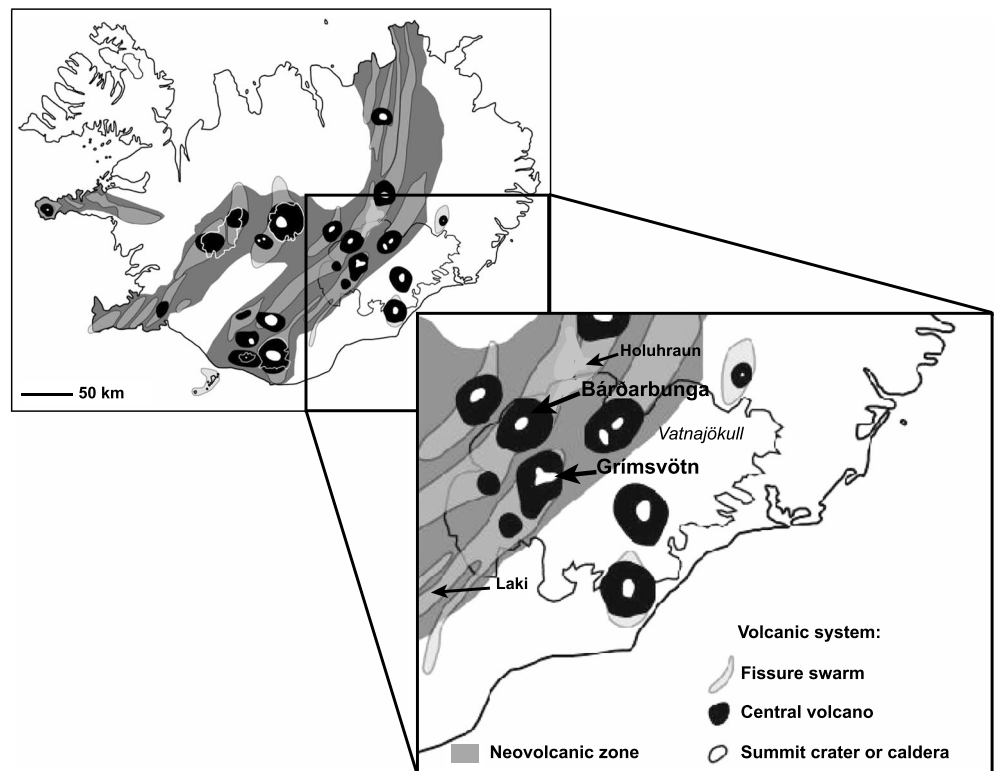 50 km
Holuhraun
Bárðarbunga
Vatnajökull
Grímsvötn
Laki
Volcanic system:
Fissure swarm
Central volcano
Neovolcanic zone
Summit crater or caldera